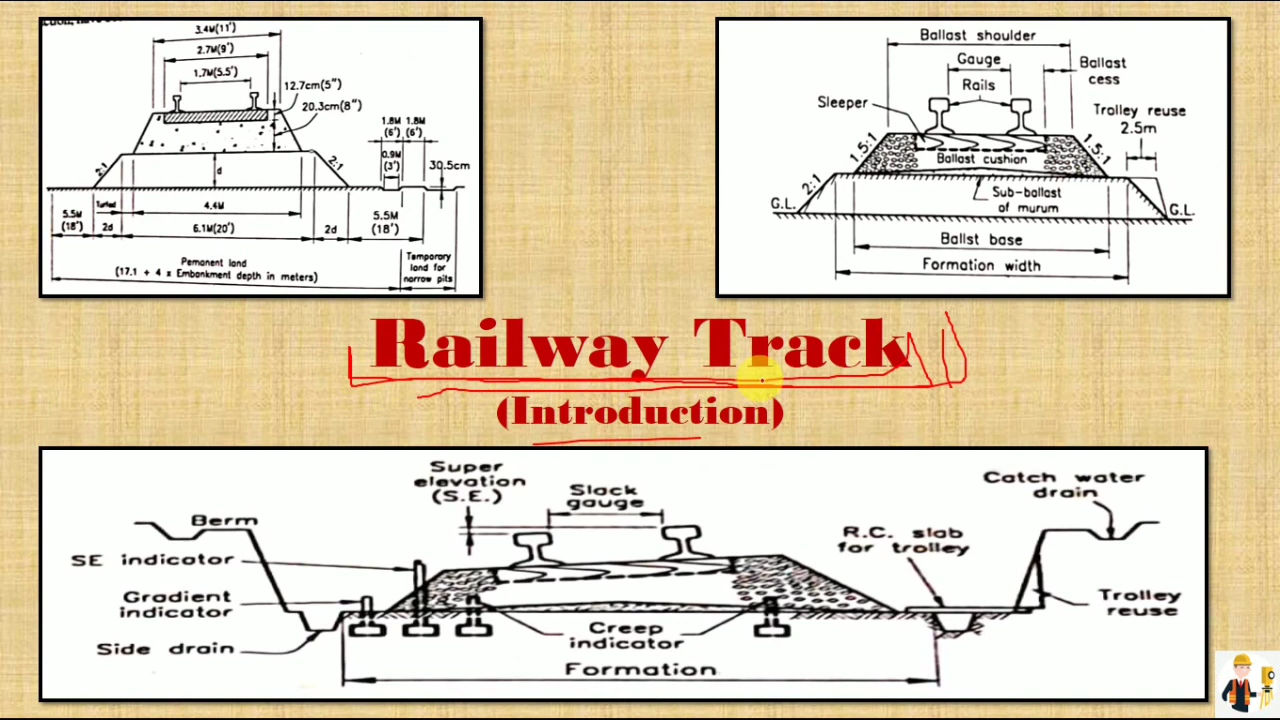 3.4M(11')
2.7M(9')
1.7M(5.5')
12.7cm(5")
20.3cm(8")
1.8M
(6')
1.8M
(6')
0.9M
(3')
30.5cm
2:1
d
2:1
Turfed
5.5M
(18')
2d
4.4M
6.1M(20')
2d
5.5M
(18')
Pemanent land
(17.1 + 4 x Embankment depth in meters)
Temporary
land for
narrow pits
Ballast shoulder
Gauge
Ballast
cess
Rails
Sleeper
Trolley reuse
2.5m
1.5:1
1.5:1
Ballast cushion
2:1
Sub-ballast
of murum
G.L.
G.L.
Ballst base
Formation width
Railway Track
(Introduction)
Super
elevation
(S.E.)
Slack
gauge
Catch water
drain
Berm
R.C. slab
for trolley
SE indicator
Gradient
indicator
Trolley
reuse
Side drain
Creep
indicator
Formation